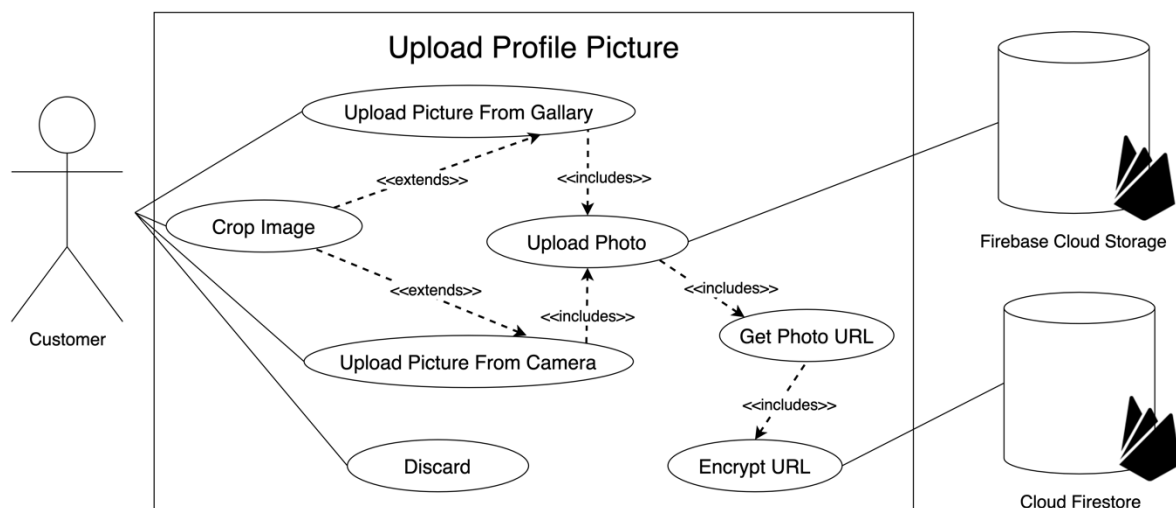 Upload Profile Picture
Upload Picture From Gallary
<<extends>>
<<includes>>
Crop Image
Upload Photo
Firebase Cloud Storage
<<extends>>
<<includes>>
<<includes>>
Customer
Upload Picture From Camera
Get Photo URL
<<includes>>
Discard
Encrypt URL
Cloud Firestore